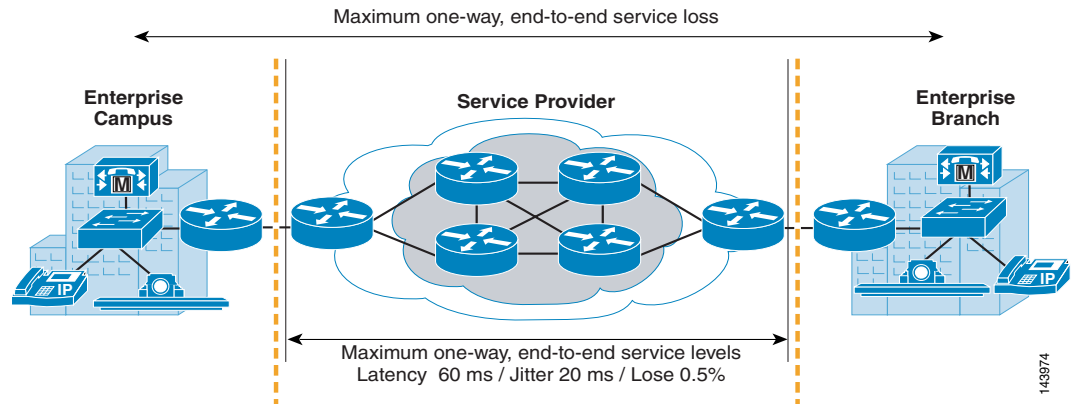 Maximum one-way, end-to-end service loss
Enterprise
Campus
Service Provider
Enterprise
Branch
M
M
IP
IP
Maximum one-way, end-to-end service levels
Latency 60 ms / Jitter 20 ms / Lose 0.5%
143974